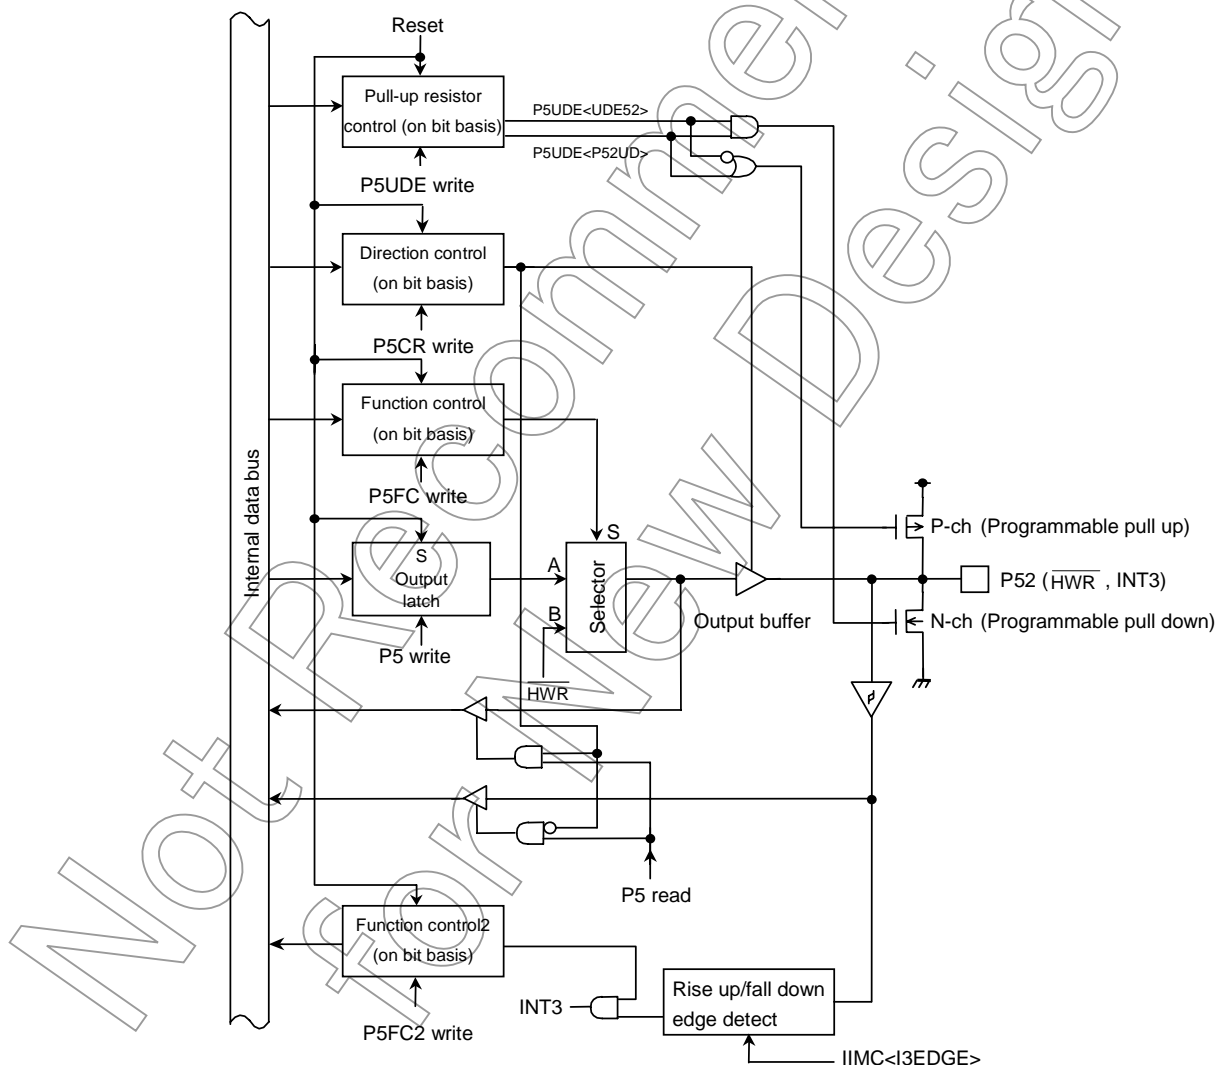 Reset
Pull-up resistor
control (on bit basis)
P5UDE<UDE52>
P5UDE<P52UD>
P5UDE write
Direction control
(on bit basis)
P5CR write
Function control
(on bit basis)
P5FC write
Internal data bus
S
Output
latch
P5 write
A
B
S
Selector
HWR
Output buffer
P-ch (Programmable pull up)
P52 (HWR , INT3)
N-ch (Programmable pull down)
P5 read
Function control2
(on bit basis)
P5FC2 write
INT3
Rise up/fall down
edge detect
IIMC<I3EDGE>
Not Recommen
for New Desig